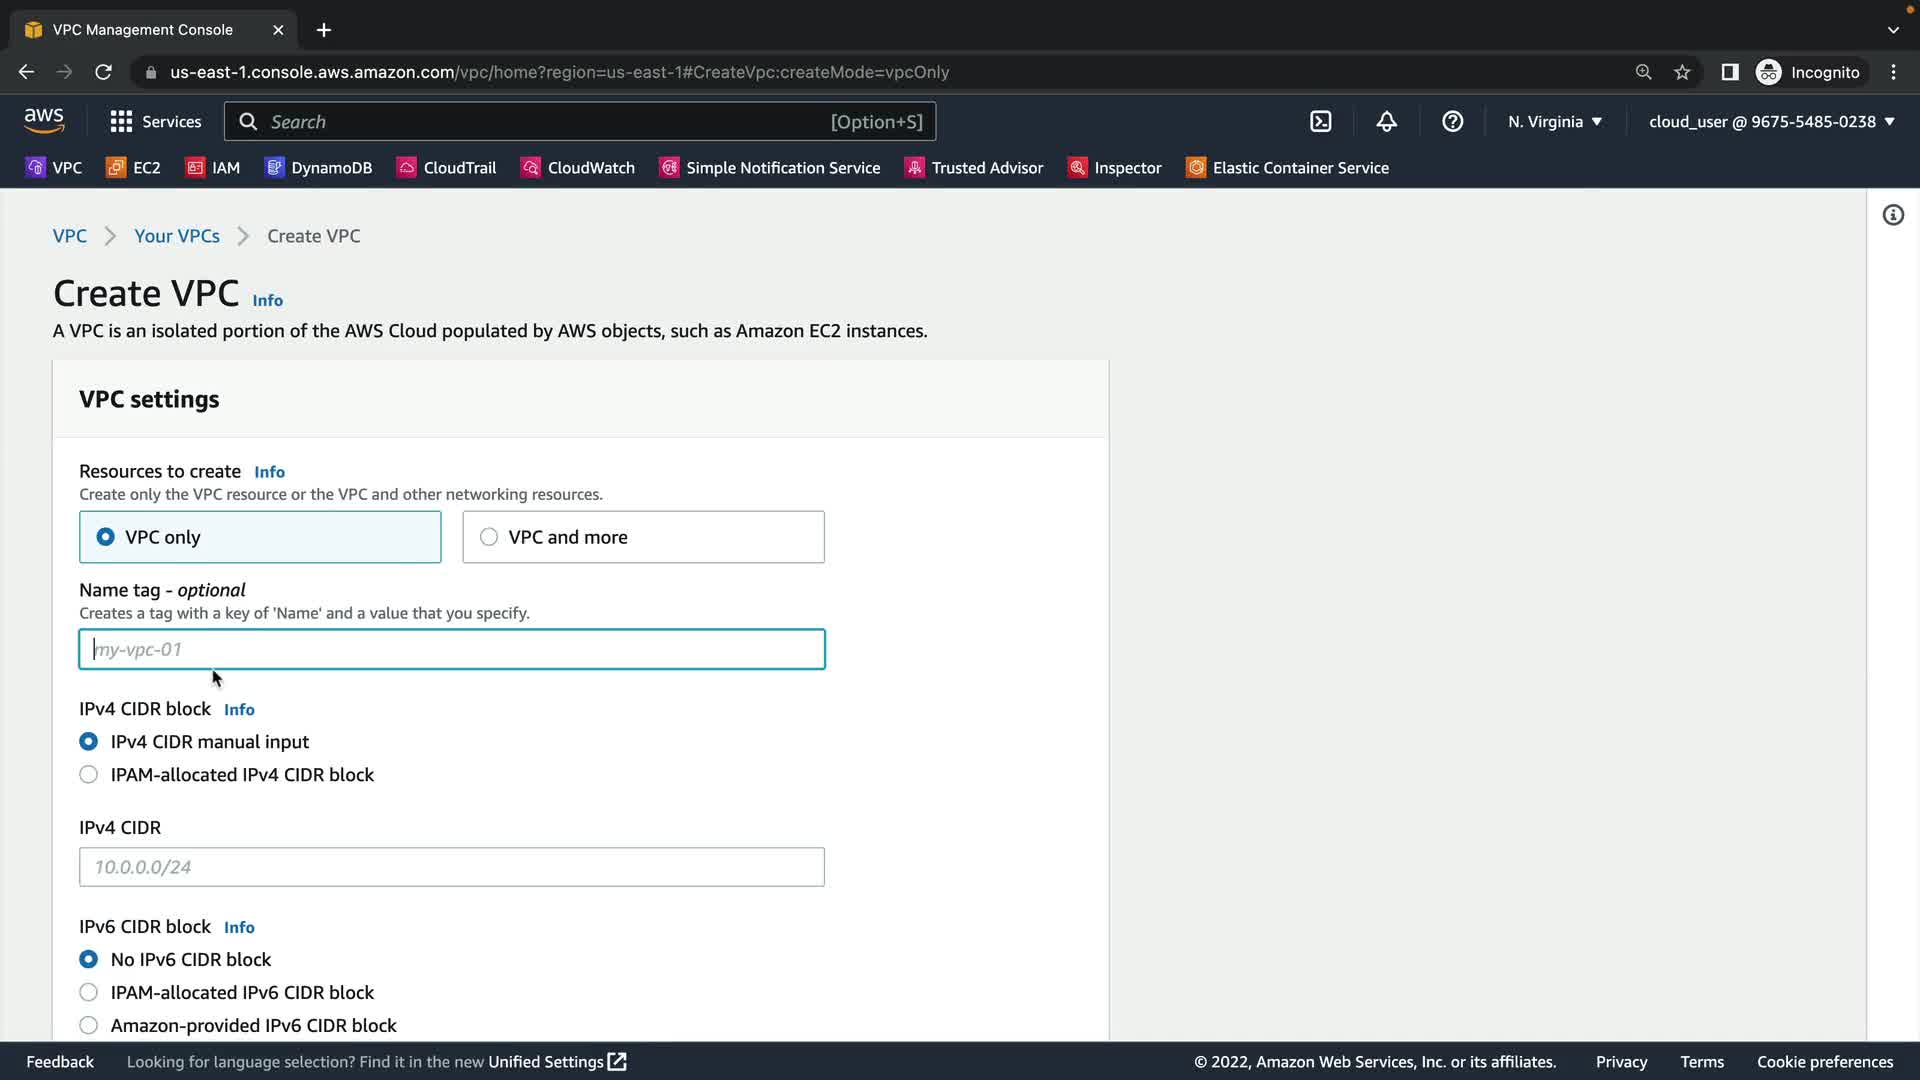 VPC Management Console
us-east-1.console.aws.amazon.com/vpc/home?region=us-east-1#CreateVpc:createMode=vpcOnly
Incognito
aws
Services
Search
[Option+S]
N. Virginia
cloud_user @ 9675-5485-0238
VPC
EC2
IAM
DynamoDB
CloudTrail
CloudWatch
Simple Notification Service
Trusted Advisor
Inspector
Elastic Container Service
VPC
Your VPCs
Create VPC
Create VPC Info
A VPC is an isolated portion of the AWS Cloud populated by AWS objects, such as Amazon EC2 instances.
VPC settings
Resources to create Info
Create only the VPC resource or the VPC and other networking resources.
VPC only
VPC and more
Name tag - optional
Creates a tag with a key of 'Name' and a value that you specify.
my-vpc-01
IPv4 CIDR block Info
IPv4 CIDR manual input
IPAM-allocated IPv4 CIDR block
IPv4 CIDR
10.0.0.0/24
IPv6 CIDR block Info
No IPv6 CIDR block
IPAM-allocated IPv6 CIDR block
Amazon-provided IPv6 CIDR block
Feedback
Looking for language selection? Find it in the new Unified Settings
© 2022, Amazon Web Services, Inc. or its affiliates.
Privacy
Terms
Cookie preferences